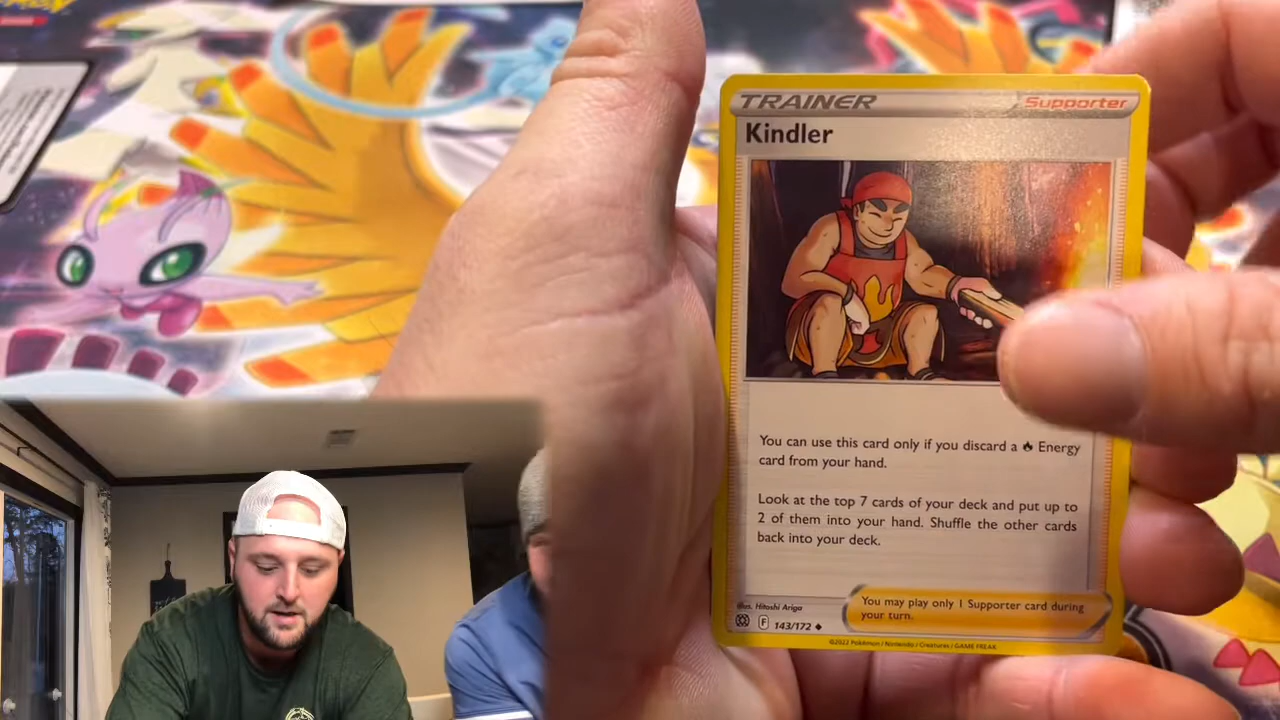 TRAINER
Supporter
Kindler
You can use this card only if you discard a Energy
card from your hand.
Look at the top 7 cards of your deck and put up to
2 of them into your hand. Shuffle the other cards
back into your deck.
You may play only 1 Supporter card during
your turn.
Illus. Hitoshi Ariga
F
143/172
©2022 Pokémon / Nintendo / Creatures / GAME FREAK